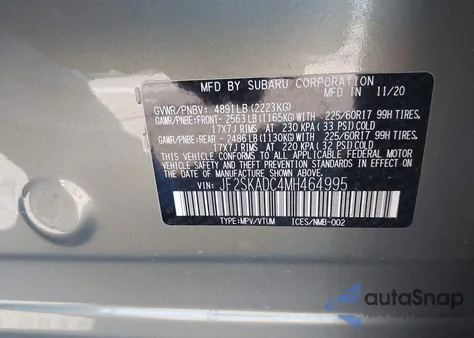 MFD BY SUBARU CORPORATION 11/20
GVWR/PNBV: 4891LB(2223KG)
GAWR/PNBE:FRONT- 2563LB(1165KG)WITH 225/60R17 99H TIRES,
17X7J RIMS AT 230 KPA(33 PSI)COLD
GAWR/PNBE:REAR - 2486LB(1130KG)WITH 225/60R17 99H TIRES,
17X7J RIMS AT 220 KPA(32 PSI)COLD
THIS VEHICLE CONFORMS TO ALL APPLICABLE FEDERAL MOTOR
VEHICLE SAFETY, BUMPER AND THEFT PREVENTION STANDARDS
IN EFFECT ON THE DATE OF MANUFACTURE SHOWN ABOVE.
VIN: JF2SKADC4MH464995
TYPE:MPV/VTUM ICES/NMB-002
autoSnap